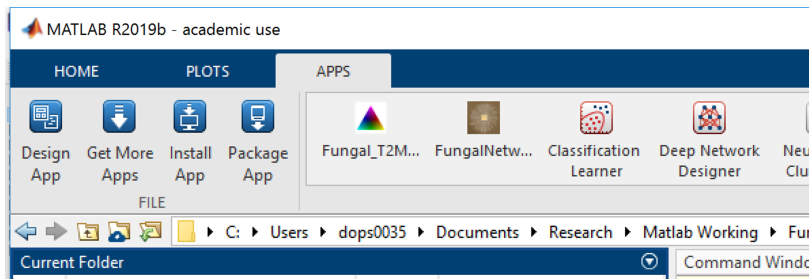 MATLAB R2019b - academic use
HOME PLOTS APPS
Design App
Get More Apps
Install App
Package App
Fungal_T2M...
FungalNetw...
Classification Learner
Deep Network Designer
FILE
C: Users dops0035 Documents Research Matlab Working
Current Folder
Command